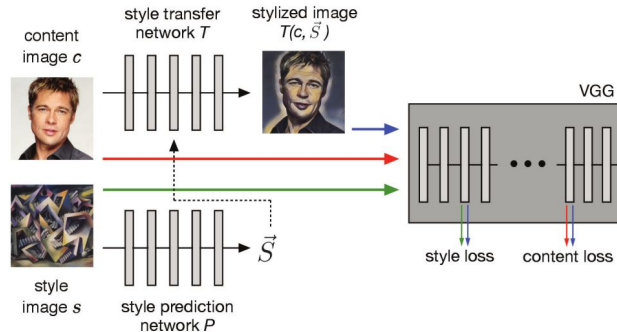 content
image c
style transfer
network T
stylized image
T(c, S⃗ )
VGG
S⃗
style
image s
style prediction
network P
style loss
content loss